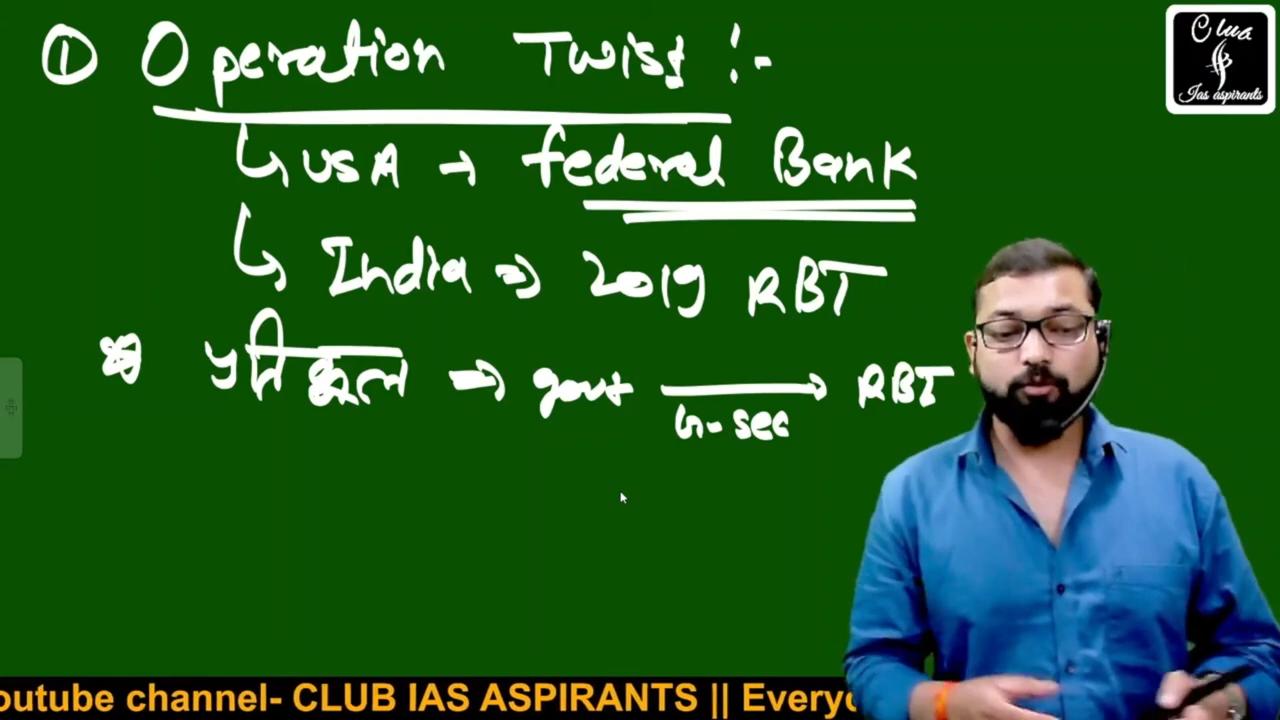 ① Operation Twist :-
↳ USA → federal Bank
↳ India ⇒ 2019 RBI
* प्रतिकूल ⇒ govt → RBI
G-sec
Club
Ias aspirants
outube channel- CLUB IAS ASPIRANTS || Everyo